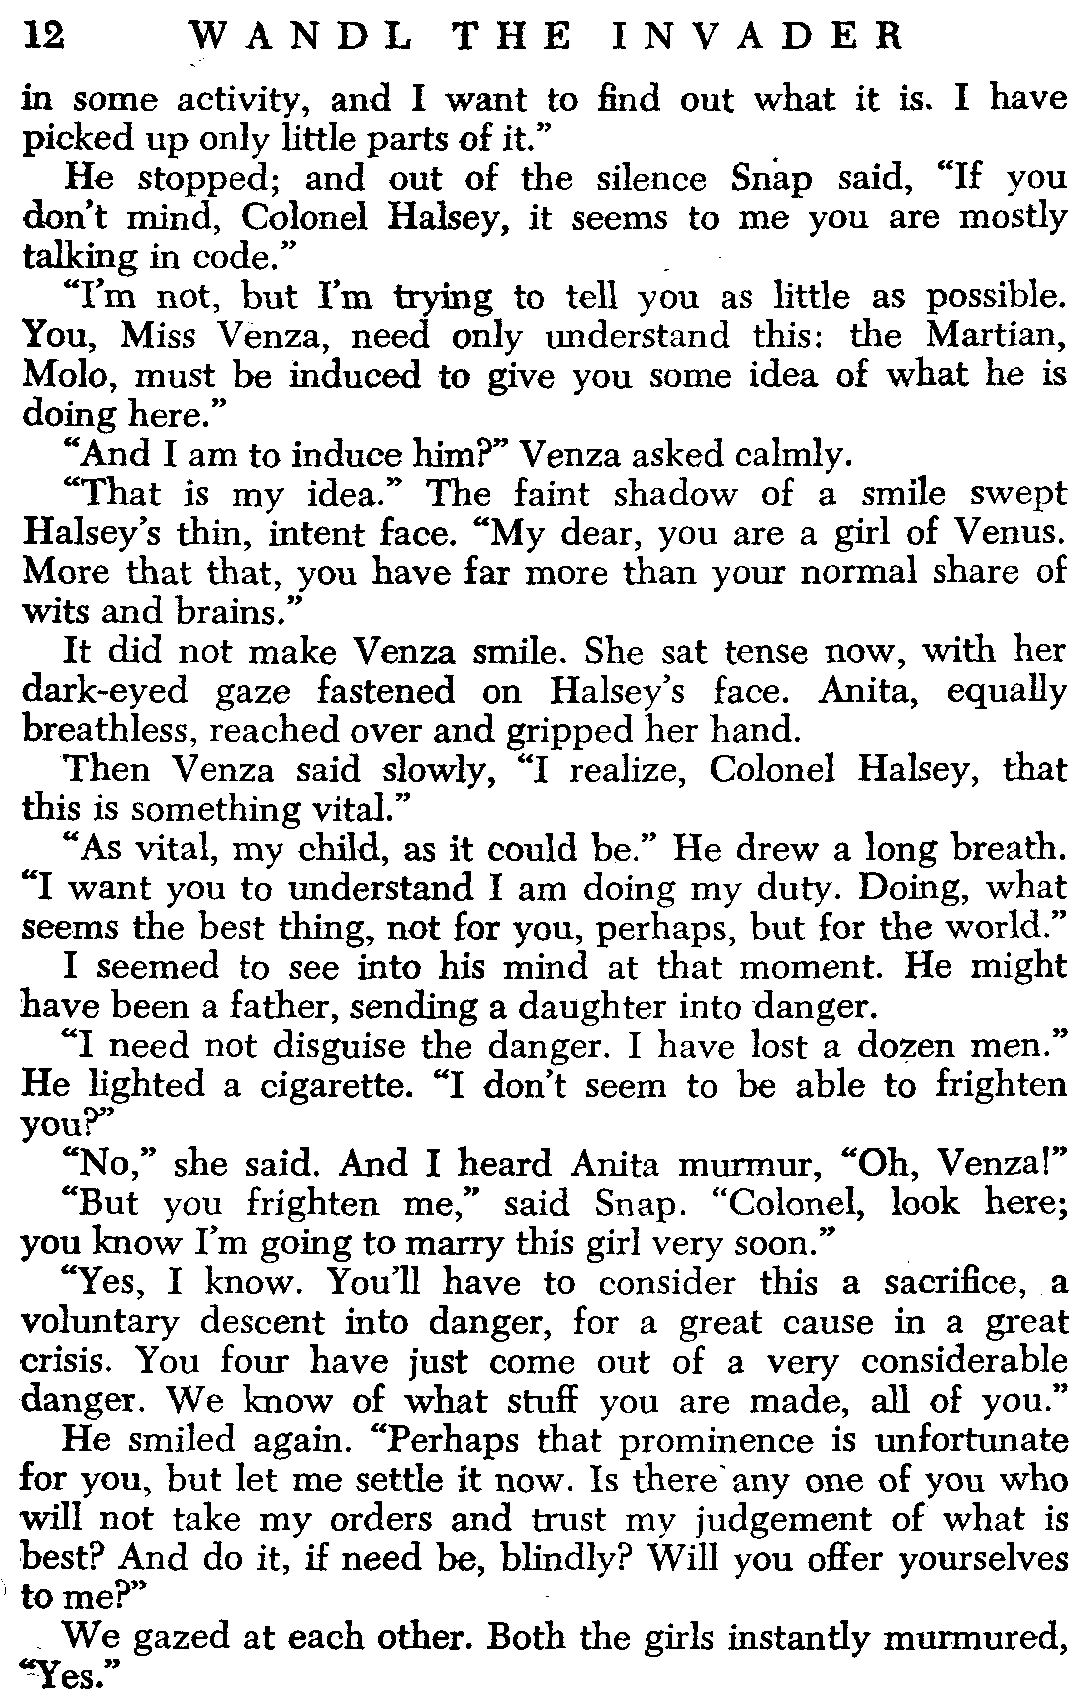 12 WANDL THE INVADER
in some activity, and I want to find out what it is. I have
picked up only little parts of it.”
He stopped; and out of the silence Snap said, “If you
don’t mind, Colonel Halsey, it seems to me you are mostly
talking in code.”
“I’m not, but I’m trying to tell you as little as possible.
You, Miss Venza, need only understand this: the Martian,
Molo, must be induced to give you some idea of what he is
doing here.”
“And I am to induce him?” Venza asked calmly.
“That is my idea.” The faint shadow of a smile swept
Halsey’s thin, intent face. “My dear, you are a girl of Venus.
More that that, you have far more than your normal share of
wits and brains.”
It did not make Venza smile. She sat tense now, with her
dark-eyed gaze fastened on Halsey’s face. Anita, equally
breathless, reached over and gripped her hand.
Then Venza said slowly, “I realize, Colonel Halsey, that
this is something vital.”
“As vital, my child, as it could be.” He drew a long breath.
“I want you to understand I am doing my duty. Doing, what
seems the best thing, not for you, perhaps, but for the world.”
I seemed to see into his mind at that moment. He might
have been a father, sending a daughter into danger.
“I need not disguise the danger. I have lost a dozen men.”
He lighted a cigarette. “I don’t seem to be able to frighten
you?”
“No,” she said. And I heard Anita murmur, “Oh, Venza!”
“But you frighten me,” said Snap. “Colonel, look here;
you know I’m going to marry this girl very soon.”
“Yes, I know. You’ll have to consider this a sacrifice, a
voluntary descent into danger, for a great cause in a great
crisis. You four have just come out of a very considerable
danger. We know of what stuff you are made, all of you.”
He smiled again. “Perhaps that prominence is unfortunate
for you, but let me settle it now. Is there any one of you who
will not take my orders and trust my judgement of what is
best? And do it, if need be, blindly? Will you offer yourselves
to me?”
We gazed at each other. Both the girls instantly murmured,
“Yes.”